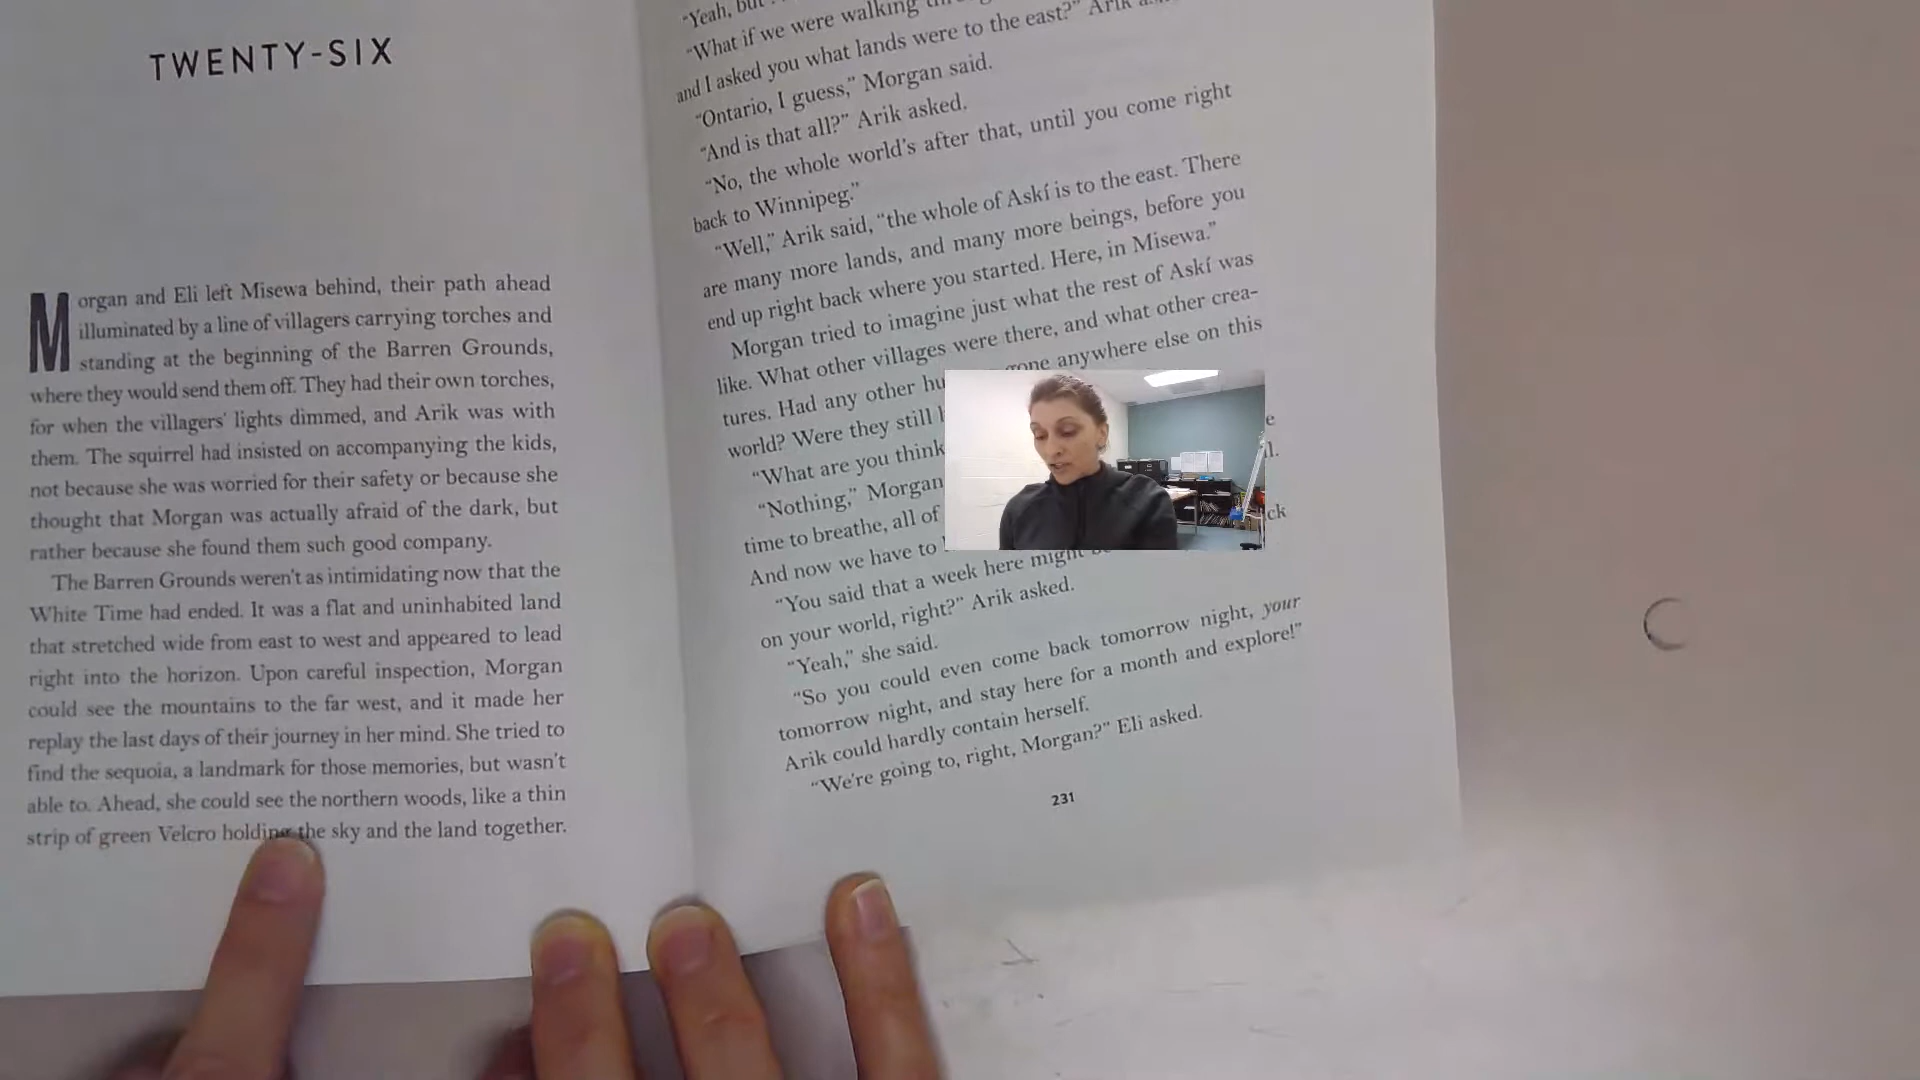 TWENTY-SIX
Morgan and Eli left Misewa behind, their path ahead
illuminated by a line of villagers carrying torches and
standing at the beginning of the Barren Grounds,
where they would send them off. They had their own torches,
for when the villagers' lights dimmed, and Arik was with
them. The squirrel had insisted on accompanying the kids,
not because she was worried for their safety or because she
thought that Morgan was actually afraid of the dark, but
rather because she found them such good company.
The Barren Grounds weren't as intimidating now that the
White Time had ended. It was a flat and uninhabited land
that stretched wide from east to west and appeared to lead
right into the horizon. Upon careful inspection, Morgan
could see the mountains to the far west, and it made her
replay the last days of their journey in her mind. She tried to
find the sequoia, a landmark for those memories, but wasn't
able to. Ahead, she could see the northern woods, like a thin
strip of green Velcro holding the sky and the land together.
“Yeah, but
“What if we were walking
and I asked you what lands were to the east?” Arik
“Ontario, I guess,” Morgan said.
“And is that all?” Arik asked.
“No, the whole world's after that, until you come right
back to Winnipeg.”
“Well,” Arik said, “the whole of Askí is to the east. There
are many more lands, and many more beings, before you
end up right back where you started. Here, in Misewa.”
Morgan tried to imagine just what the rest of Askí was
like. What other villages were there, and what other crea-
tures. Had any other hu gone anywhere else on this
world? Were they still
“What are you think
“Nothing,” Morgan
time to breathe, all of
And now we have to ck
“You said that a week here might
on your world, right?” Arik asked.
“Yeah,” she said.
“So you could even come back tomorrow night, your
tomorrow night, and stay here for a month and explore!”
Arik could hardly contain herself.
“We're going to, right, Morgan?” Eli asked.
231